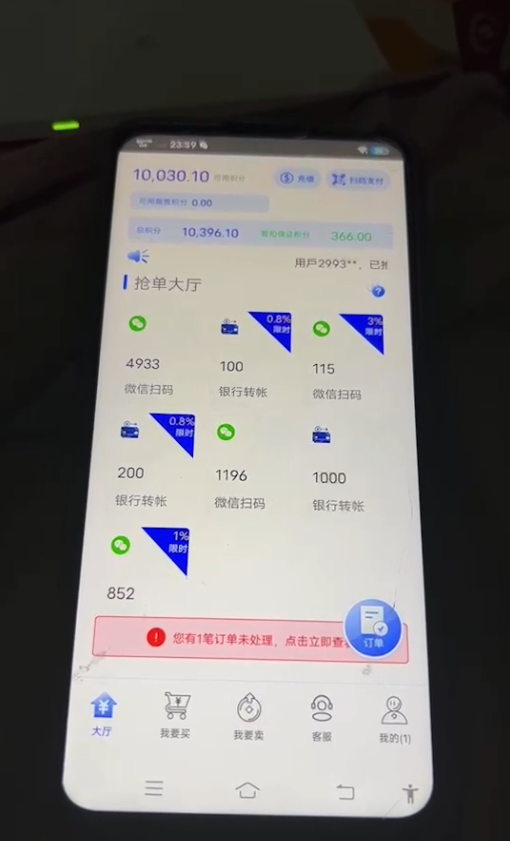 23:59
10,030.10
充值
扫码支付
0.00
总积分 10,396.10 保证积分 366.00
用戶2993**，已抢
抢单大厅
?
0.8%
限时
3%
限时
4933
100
115
微信扫码
银行转帐
微信扫码
0.8%
限时
200
1196
1000
银行转帐
微信扫码
银行转帐
1%
限时
852
您有1笔订单未处理，点击立即查
订单
大厅
我要买
我要卖
客服
我的(1)